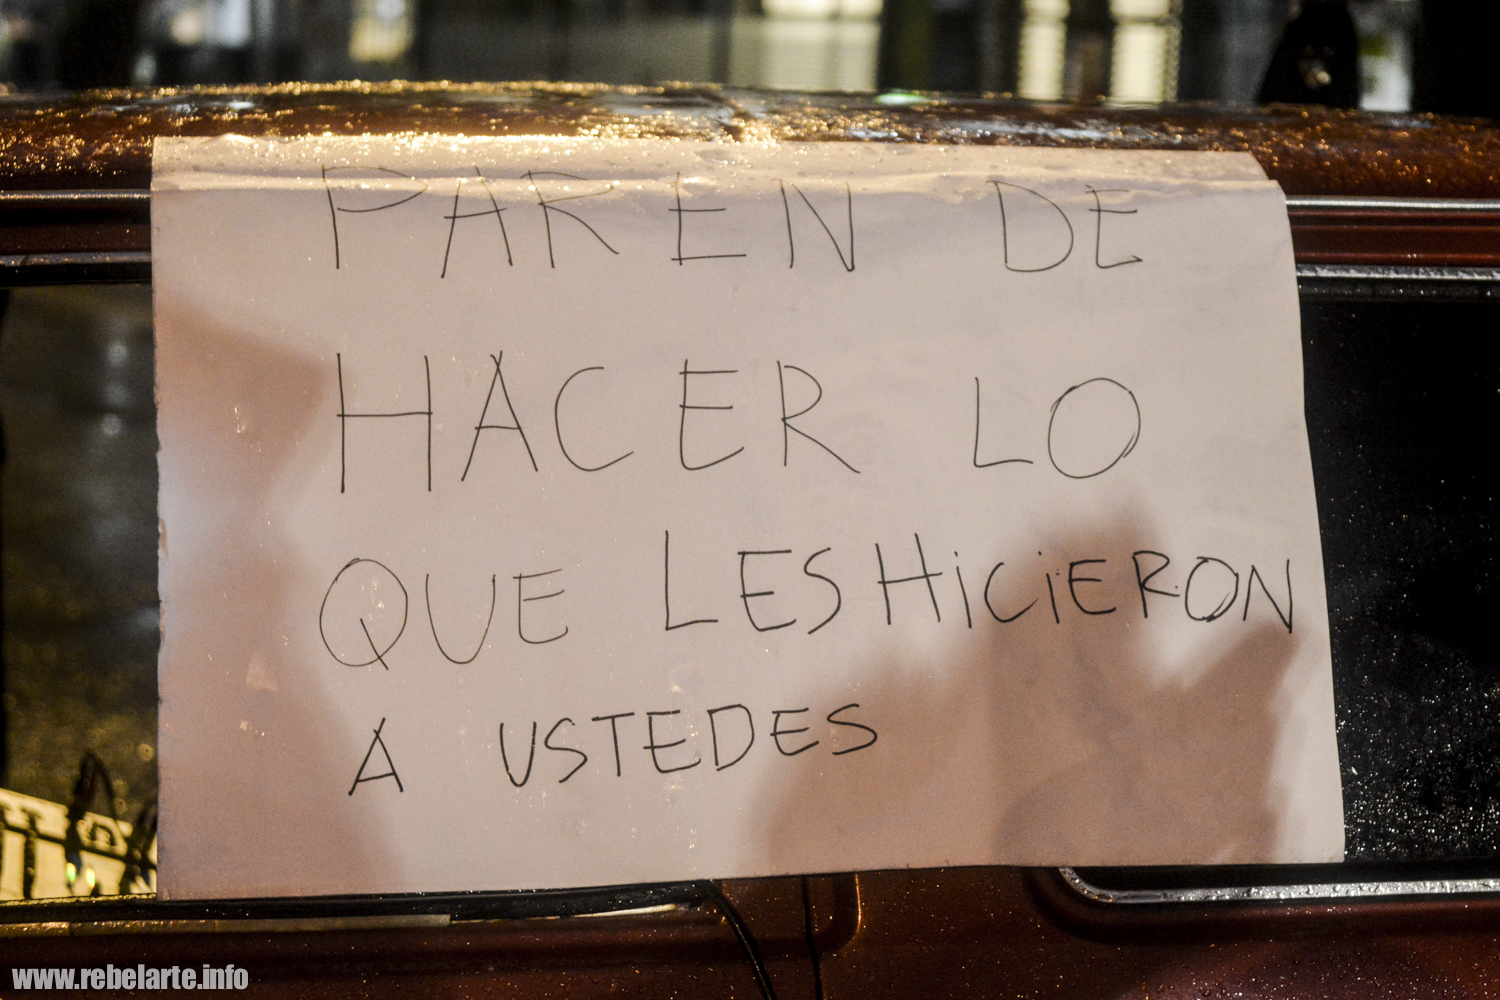 PAREN DE
HACER LO
QUE LES HiCiERON
A USTEDES
www.rebelarte.info